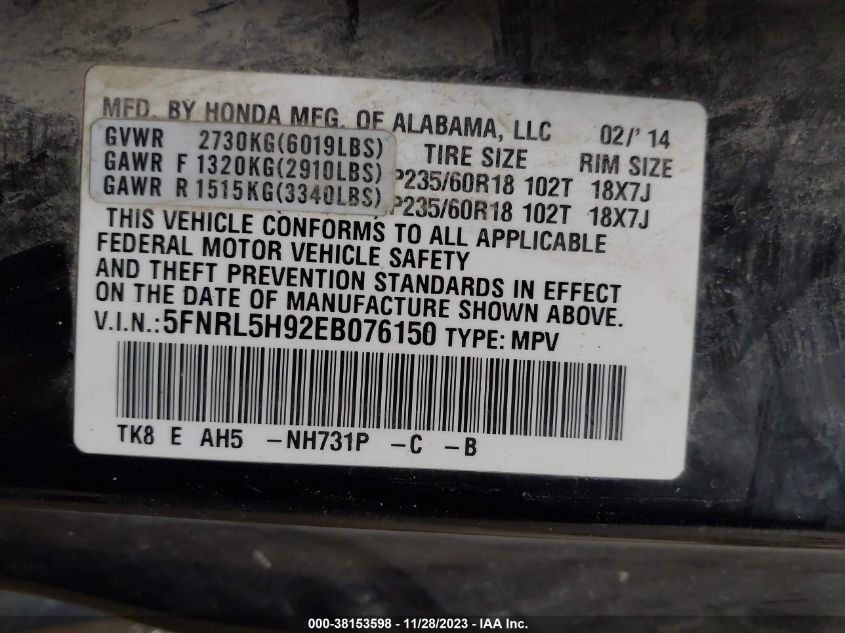 MFD. BY HONDA MFG. OF ALABAMA, LLC 02/'14
GVWR 2730KG(6019LBS) TIRE SIZE RIM SIZE
GAWR F 1320KG(2910LBS) P235/60R18 102T 18X7J
GAWR R 1515KG(3340LBS) P235/60R18 102T 18X7J
THIS VEHICLE CONFORMS TO ALL APPLICABLE
FEDERAL MOTOR VEHICLE SAFETY
AND THEFT PREVENTION STANDARDS IN EFFECT
ON THE DATE OF MANUFACTURE SHOWN ABOVE.
V.I.N.:5FNRL5H92EB076150 TYPE: MPV
TK8 E AH5 -NH731P -C -B
000-38153598 - 11/28/2023 - IAA Inc.